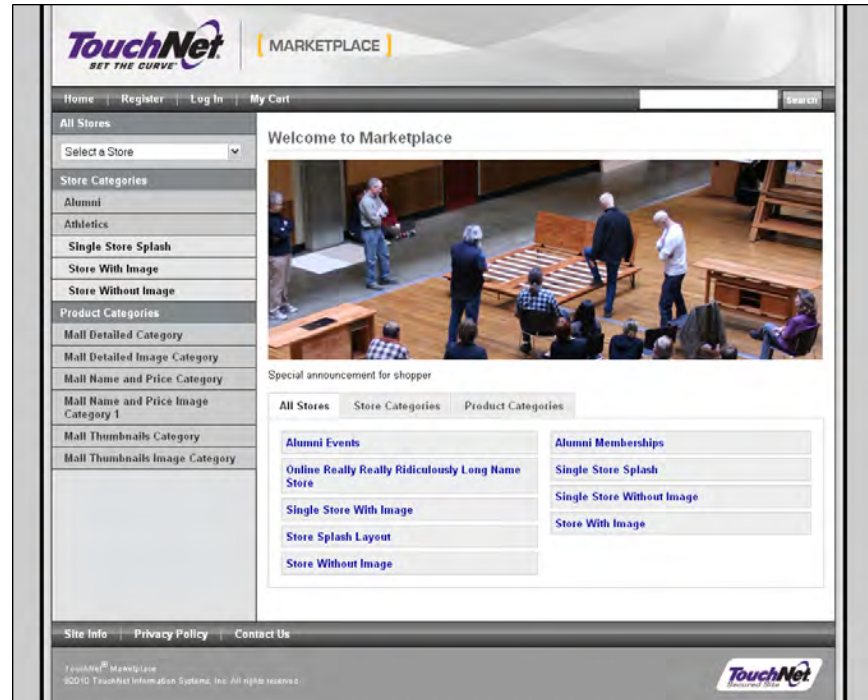 TouchNet®
SET THE CURVE™
[ MARKETPLACE ]
Home | Register | Log In | My Cart
Search
All Stores
Select a Store
Store Categories
Alumni
Athletics
Single Store Splash
Store With Image
Store Without Image
Product Categories
Mall Detailed Category
Mall Detailed Image Category
Mall Name and Price Category
Mall Name and Price Image
Category 1
Mall Thumbnails Category
Mall Thumbnails Image Category
Welcome to Marketplace
Special announcement for shopper
All Stores
Store Categories
Product Categories
Alumni Events
Alumni Memberships
Online Really Really Ridiculously Long Name
Store
Single Store Splash
Single Store With Image
Single Store Without Image
Store Splash Layout
Store With Image
Store Without Image
Site Info | Privacy Policy | Contact Us
TouchNet® Marketplace
©2010 TouchNet Information Systems, Inc. All rights reserved.
TouchNet®
Secured Site